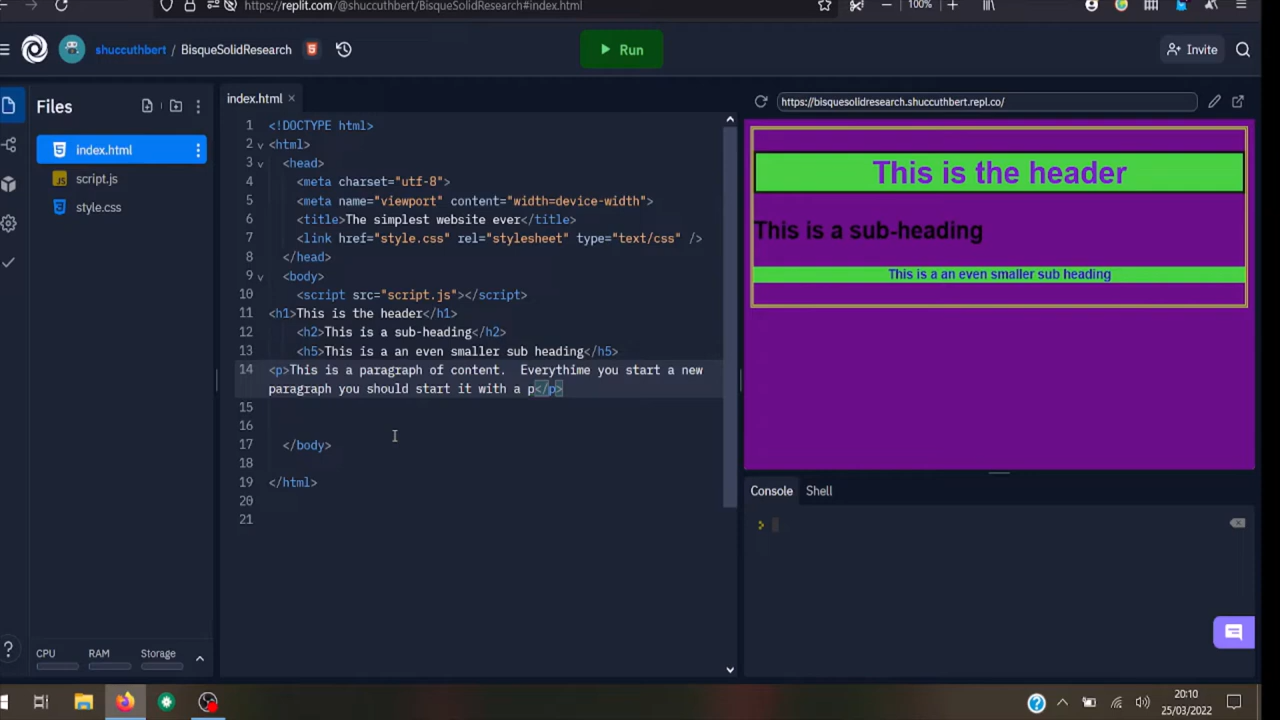 https://replit.com/@shuccuthbert/BisqueSolidResearch#index.html
100%
shuccuthbert / BisqueSolidResearch
Run
Invite
Files
index.html
script.js
style.css
index.html ×
1 <!DOCTYPE html>
2 <html>
3 <head>
4 <meta charset="utf-8">
5 <meta name="viewport" content="width=device-width">
6 <title>The simplest website ever</title>
7 <link href="style.css" rel="stylesheet" type="text/css" />
8 </head>
9 <body>
10 <script src="script.js"></script>
11 <h1>This is the header</h1>
12 <h2>This is a sub-heading</h2>
13 <h5>This is a an even smaller sub heading</h5>
14 <p>This is a paragraph of content.  Everythime you start a new
paragraph you should start it with a p</p>
15
16
17 </body>
18
19 </html>
20
21
https://bisquesolidresearch.shuccuthbert.repl.co/
This is the header
This is a sub-heading
This is a an even smaller sub heading
Console Shell
CPU RAM Storage
20:10
25/03/2022